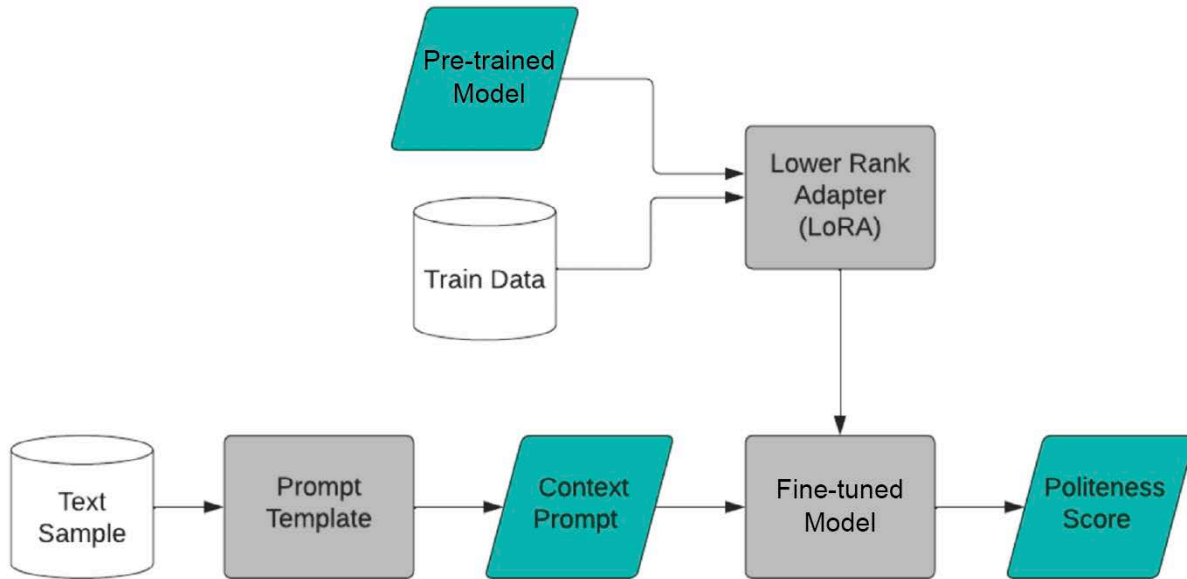 Pre-trained
Model
Lower Rank
Adapter
(LoRA)
Train Data
Text
Sample
Prompt
Template
Context
Prompt
Fine-tuned
Model
Politeness
Score